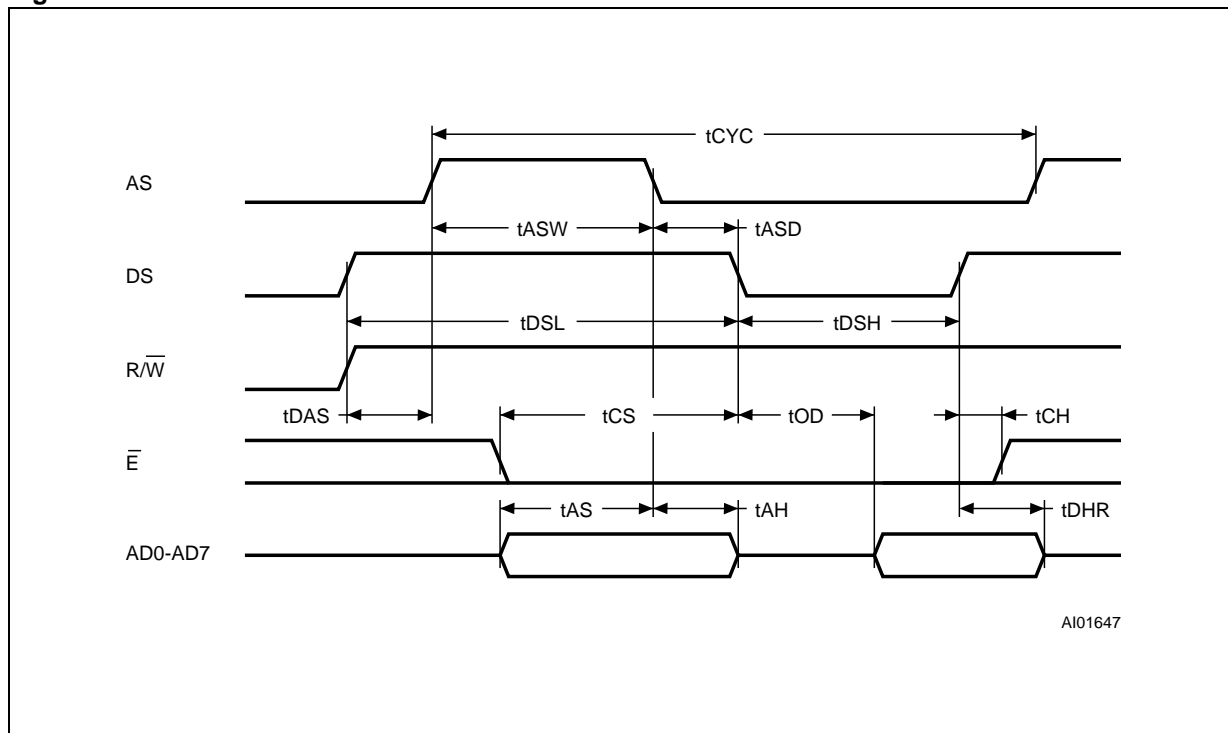 tCYC
AS
tASW
tASD
DS
tDSL
tDSH
R/W̅
tDAS
tCS
tOD
tCH
E̅
tAS
tAH
tDHR
AD0-AD7
AI01647